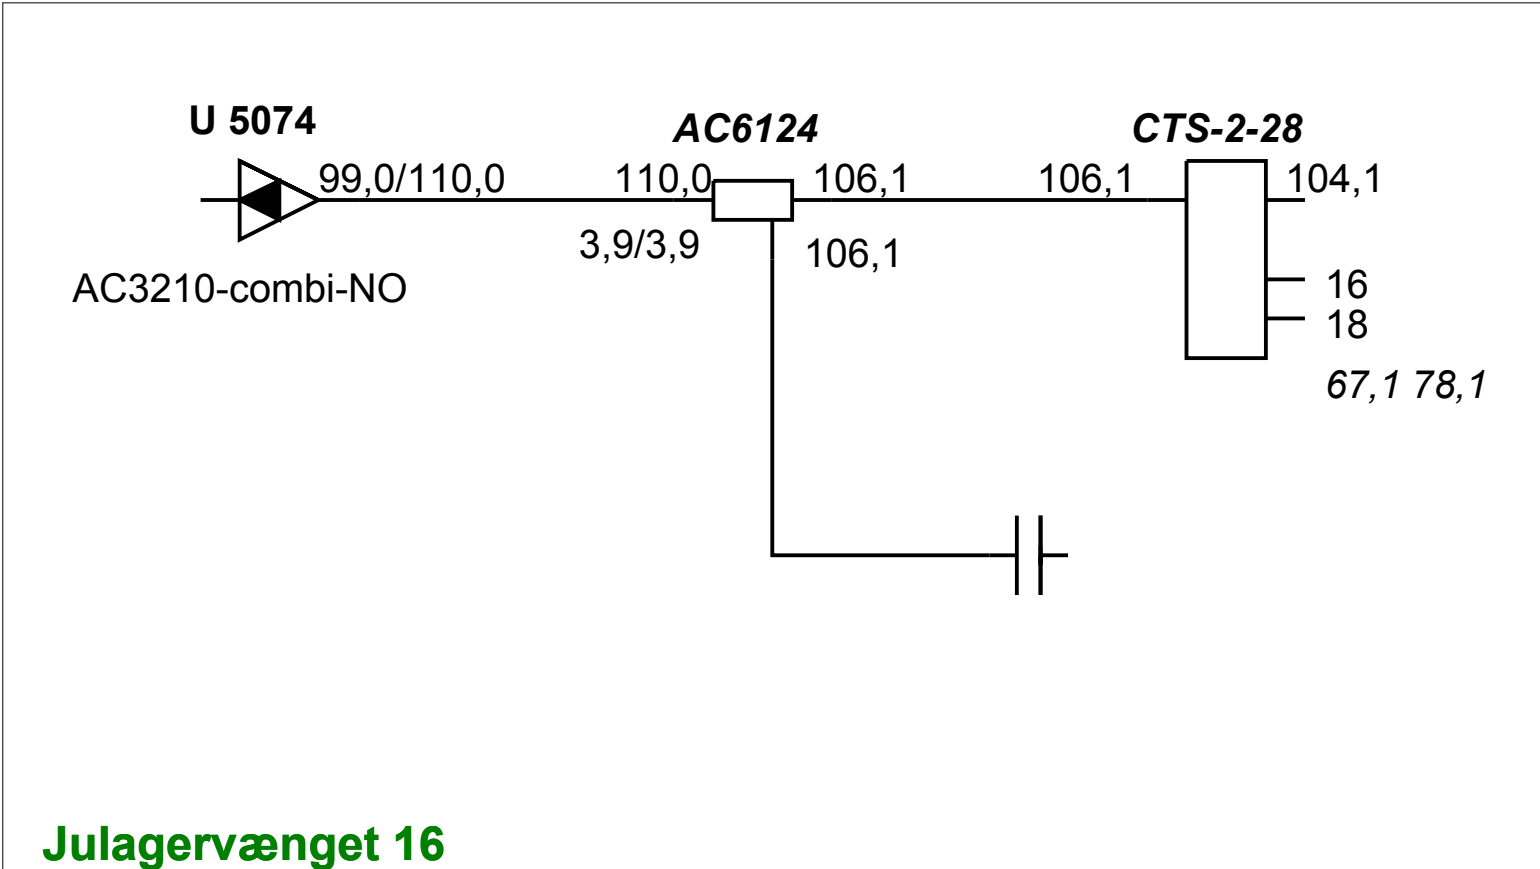 U 5074
AC6124
CTS-2-28
99,0/110,0
110,0
106,1
106,1
104,1
3,9/3,9
106,1
AC3210-combi-NO
16
18
67,1 78,1
Julagervænget 16